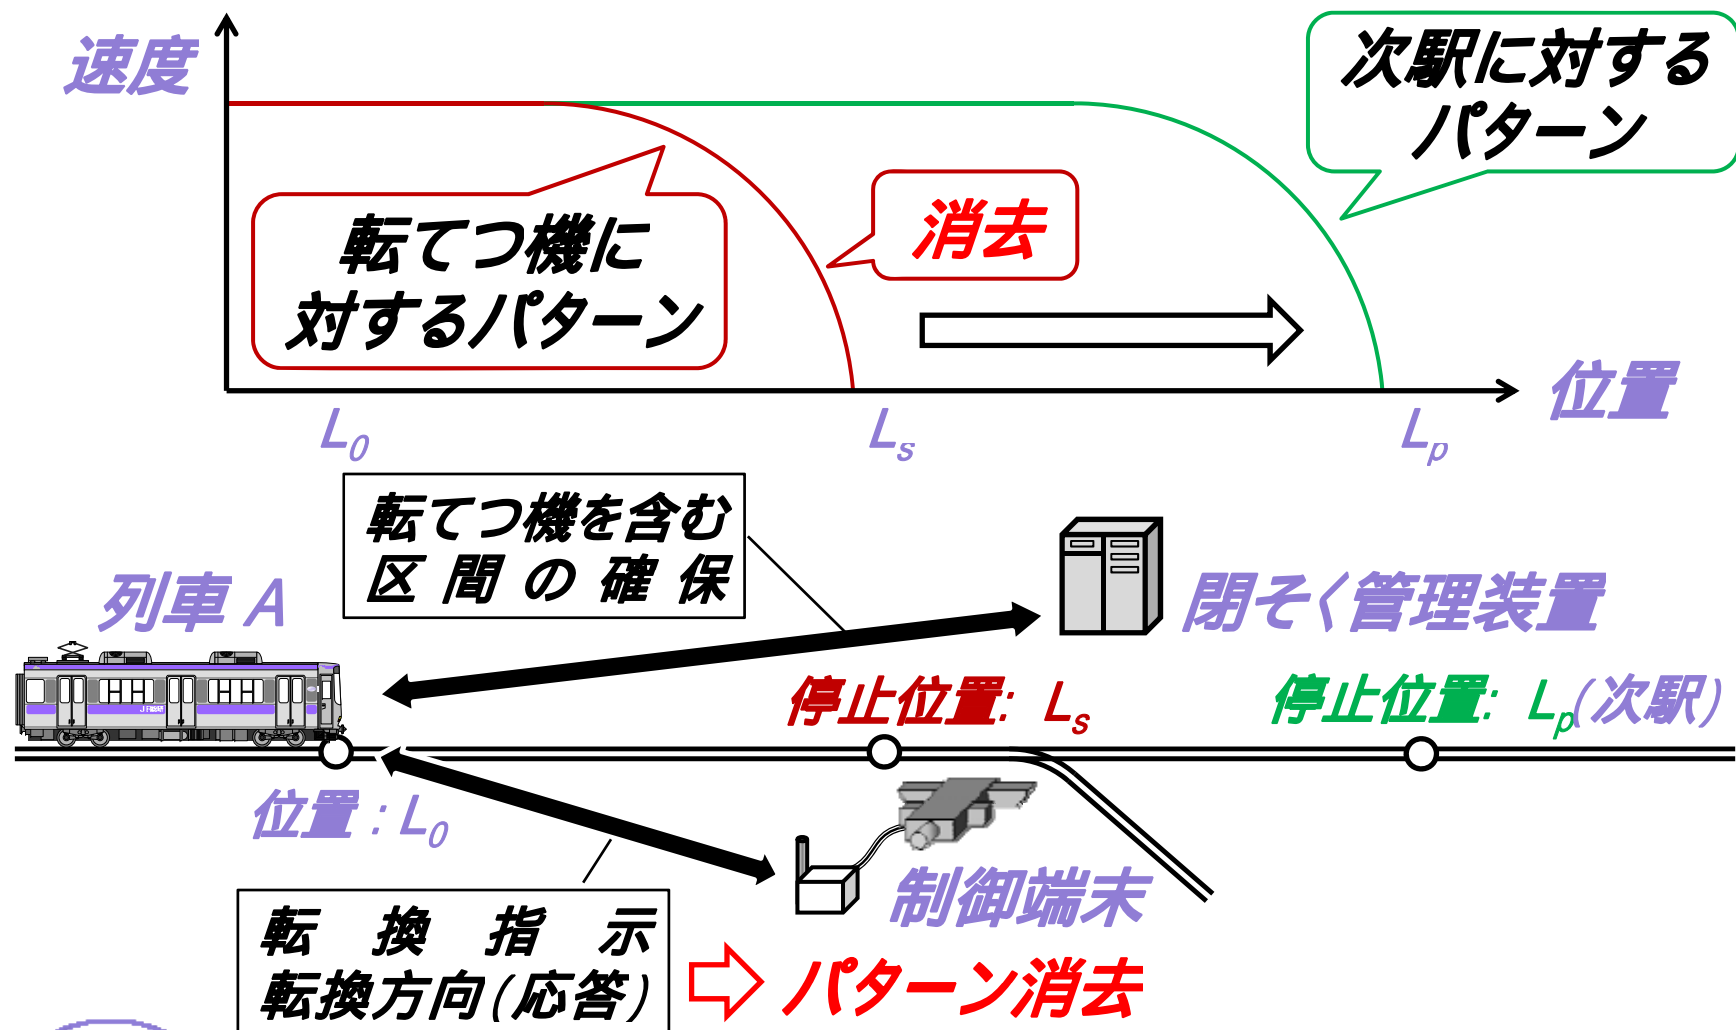 速度
次駅に対する
パターン
転てつ機に
対するパターン
消去
位置
L0
Ls
Lp
転てつ機を含む
区間の確保
列車 A
閉そく管理装置
停止位置: Ls
停止位置: Lp(次駅)
位置:L0
制御端末
転換指示
転換方向(応答)
パターン消去